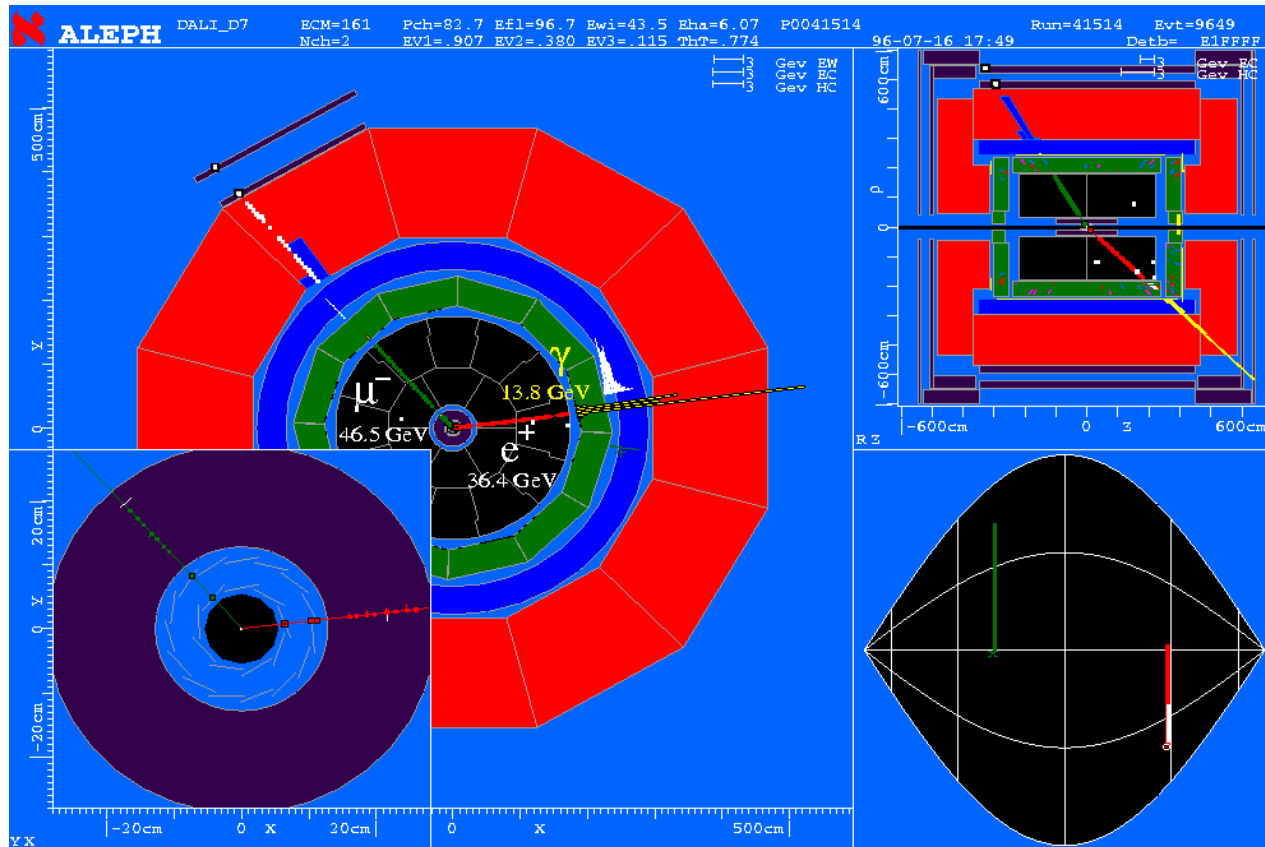 ALEPH DALI_D7 ECM=161 Pch=82.7 Efl=96.7 Ewi=43.5 Eha=6.07 P0041514 Run=41514 Evt=9649
Nch=2 EV1=.907 EV2=.380 EV3=.115 ThT=.774 96-07-16 17:49 Detb= E1FFFF
3 Gev EW
3 Gev EC
3 Gev HC
3 Gev EC
3 Gev HC
500cm
Y
0
γ
13.8 GeV
μ−
46.5 GeV
e+
36.4 GeV
600cm
ρ
0
-600cm
RZ
-600cm 0 Z 600cm
20cm
Y
0
-20cm
YX
-20cm 0 X 20cm
0 X 500cm